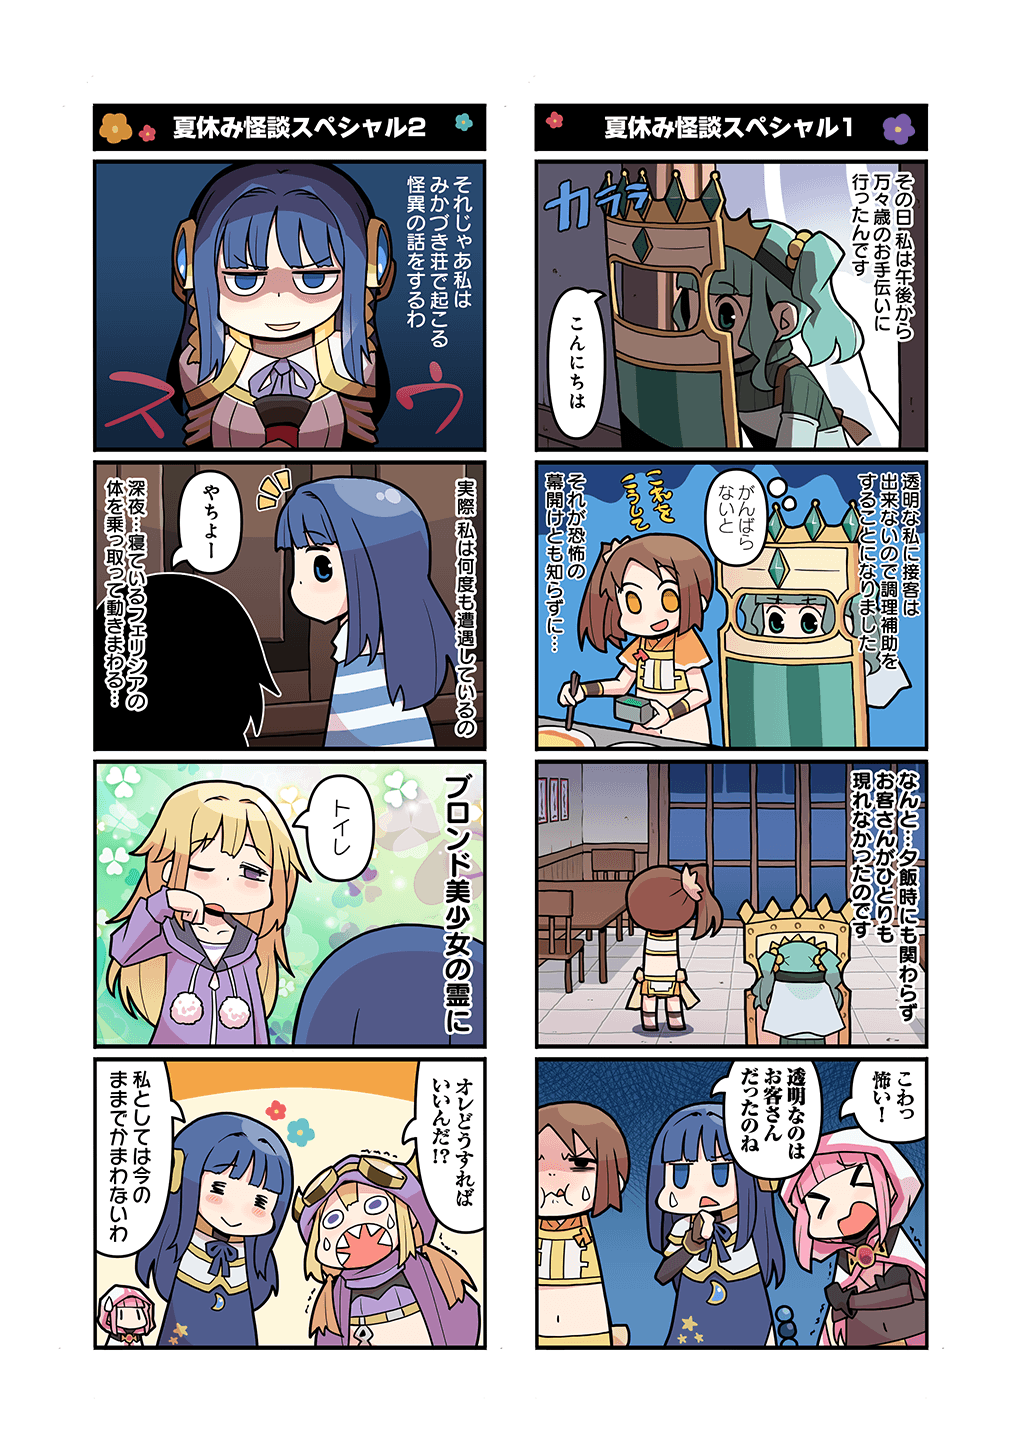 夏休み怪談スペシャル1
その日 私は午後から
万々歳のお手伝いに
行ったんです
カララ
こんにちは
透明な私に接客は
出来ないので調理補助を
することになりました
がんばら
ないと
これを
こうして
それが恐怖の
幕開けとも知らずに…
なんと…夕飯時にも関わらず
お客さんがひとりも
現れなかったのです
こわっ
怖い！
透明なのは
お客さん
だったのね
夏休み怪談スペシャル2
それじゃあ私は
みかづき荘で起こる
怪異の話をするわ
スゥ
実際 私は何度も遭遇しているの
やちよー
深夜…寝ているフェリシアの
体を乗っ取って動きまわる…
ブロンド美少女の霊に
トイレ
オレどうすれば
いいんだ!?
私としては今の
ままでかまわないわ